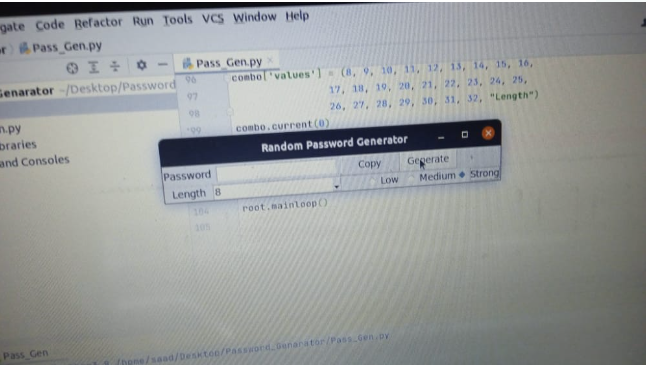 gate Code Refactor Run Tools VCS Window Help
Pass_Gen.py
Pass_Gen.py
Genarator ~/Desktop/Password
96 combo['values'] = (8, 9, 10, 11, 12, 13, 14, 15, 16,
97 17, 18, 19, 20, 21, 22, 23, 24, 25,
98 26, 27, 28, 29, 30, 31, 32, "Length")
99 combo.current(0)
n.py
braries
and Consoles
Random Password Generator
Password Copy Generate
Length 8 Low Medium Strong
104 root.mainloop()
105
Pass_Gen
/home/saad/Desktop/Password_Genarator/Pass_Gen.py